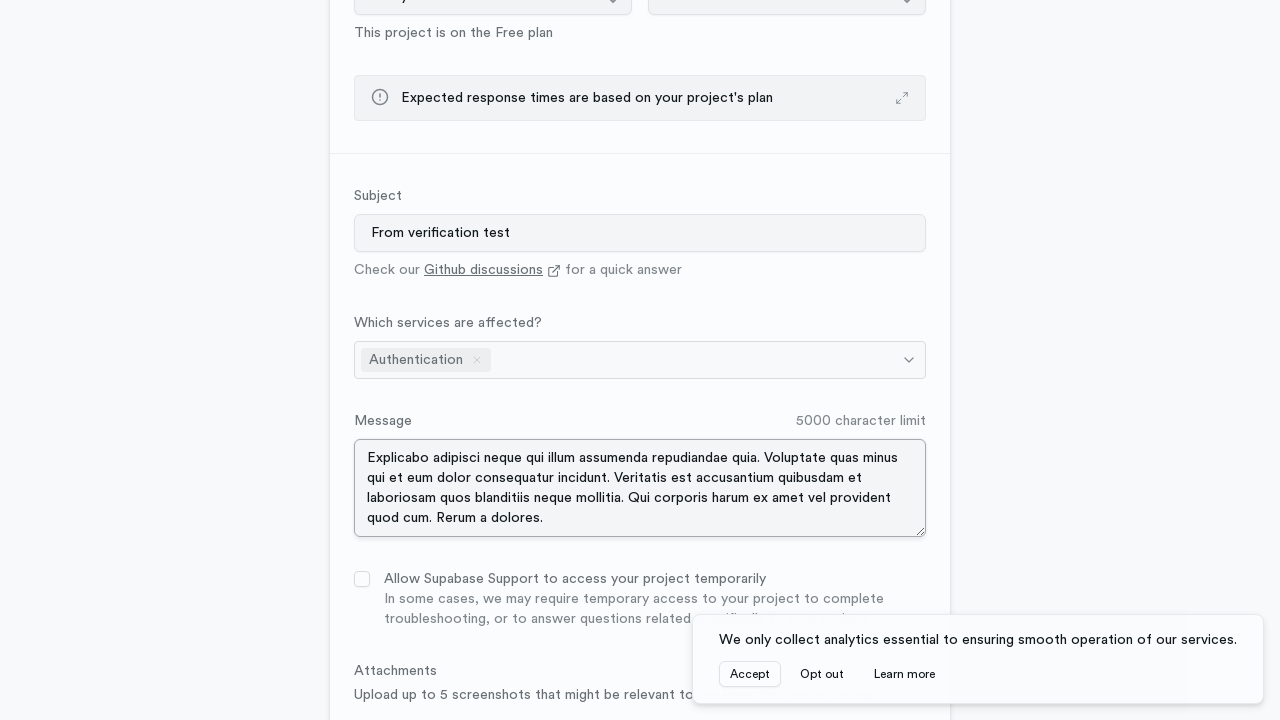 This project is on the Free plan
Expected response times are based on your project's plan
Subject
From verification test
Check our Github discussions for a quick answer
Which services are affected?
Authentication
Message
5000 character limit
Explicabo adipisci neque qui illum assumenda repudiandae quia. Voluptate quas minus
qui et eum dolor consequatur incidunt. Veritatis est accusantium quibusdam et
laboriosam quos blanditiis neque mollitia. Qui corporis harum ex amet vel provident
quod cum. Rerum a dolores.
Allow Supabase Support to access your project temporarily
In some cases, we may require temporary access to your project to complete
troubleshooting, or to answer questions related
We only collect analytics essential to ensuring smooth operation of our services.
Accept
Opt out
Learn more
Attachments
Upload up to 5 screenshots that might be relevant to